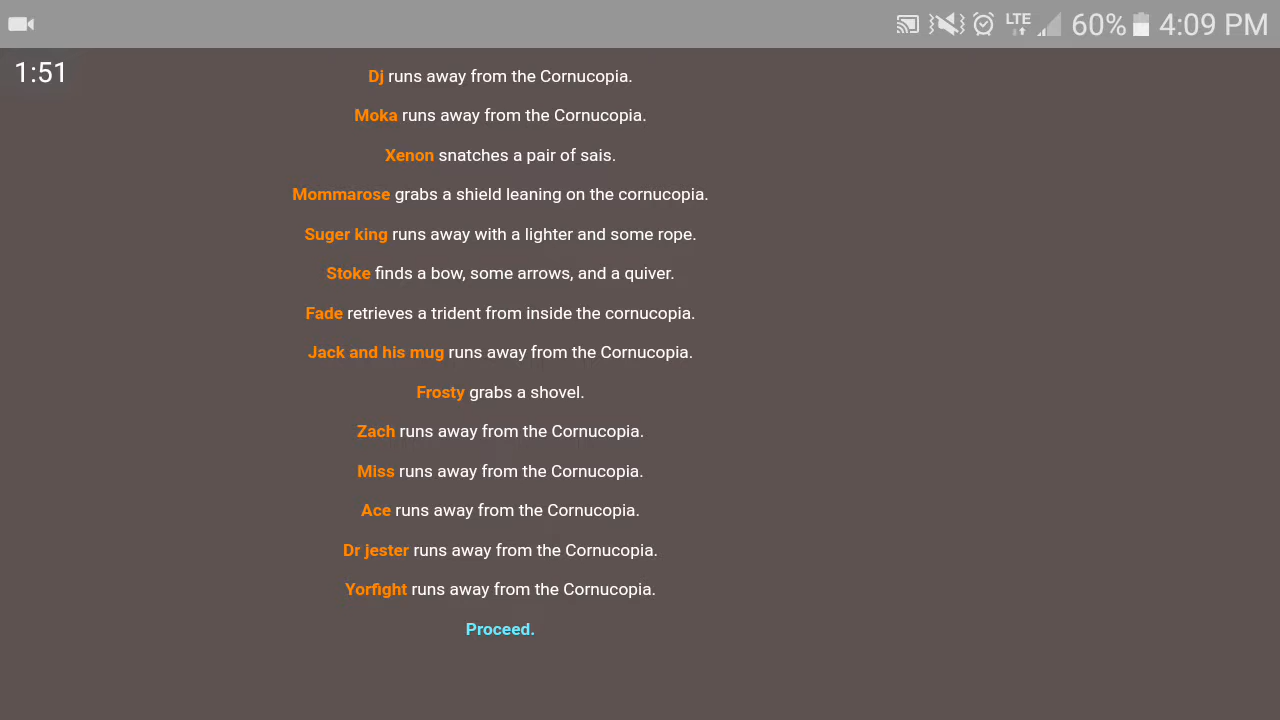 LTE 60% 4:09 PM
1:51
Dj runs away from the Cornucopia.
Moka runs away from the Cornucopia.
Xenon snatches a pair of sais.
Mommarose grabs a shield leaning on the cornucopia.
Suger king runs away with a lighter and some rope.
Stoke finds a bow, some arrows, and a quiver.
Fade retrieves a trident from inside the cornucopia.
Jack and his mug runs away from the Cornucopia.
Frosty grabs a shovel.
Zach runs away from the Cornucopia.
Miss runs away from the Cornucopia.
Ace runs away from the Cornucopia.
Dr jester runs away from the Cornucopia.
Yorfight runs away from the Cornucopia.
Proceed.